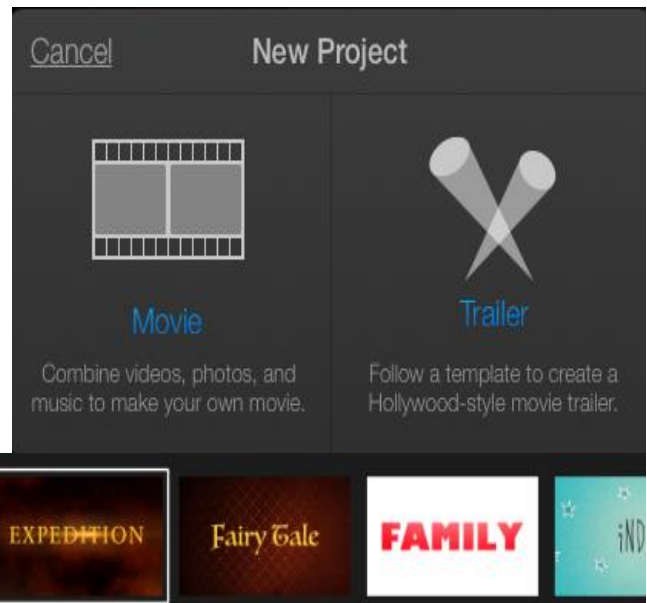 Cancel New Project
Movie
Combine videos, photos, and
music to make your own movie.
Trailer
Follow a template to create a
Hollywood-style movie trailer.
EXPEDITION
Fairy Tale
FAMILY
iND